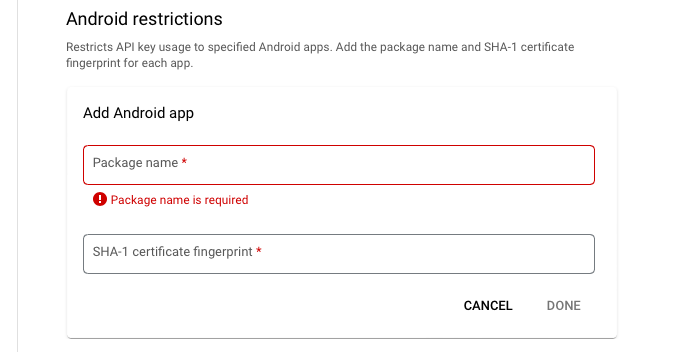 Android restrictions
Restricts API key usage to specified Android apps. Add the package name and SHA-1 certificate
fingerprint for each app.
Add Android app
Package name *
Package name is required
SHA-1 certificate fingerprint *
CANCEL DONE